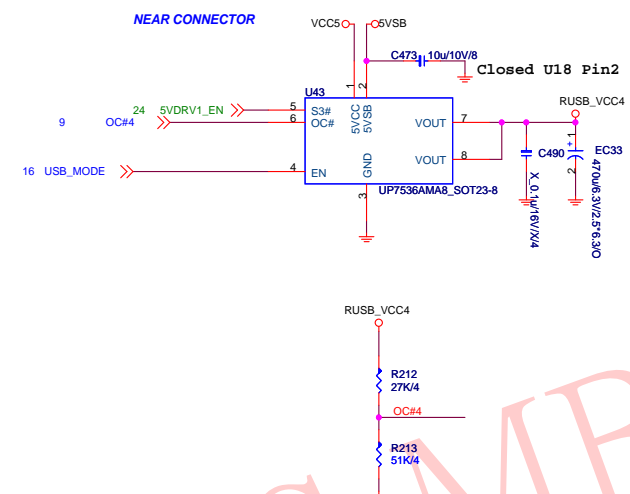 NEAR CONNECTOR
VCC5 5VSB
C473 10u/10V/8
Closed U18 Pin2
U43
1 2
24 5VDRV1_EN 5 S3# 5VCC 5VSB VOUT 7
9 OC#4 6 OC#
RUSB_VCC4
16 USB_MODE 4 EN GND VOUT 8
3
UP7536AMA8_SOT23-8
C490
X_0.1u/16V/X/4
+ 1
2
EC33
470u/6.3V/2.5*6.3/O
RUSB_VCC4
R212
27K/4
OC#4
R213
51K/4